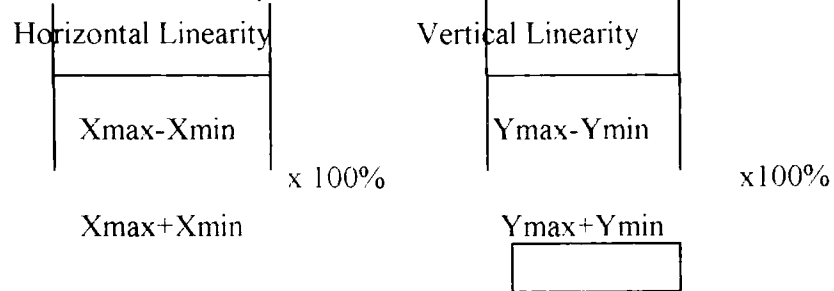 Horizontal Linearity Vertical Linearity
Xmax-Xmin Ymax-Ymin
x 100% x100%
Xmax+Xmin Ymax+Ymin